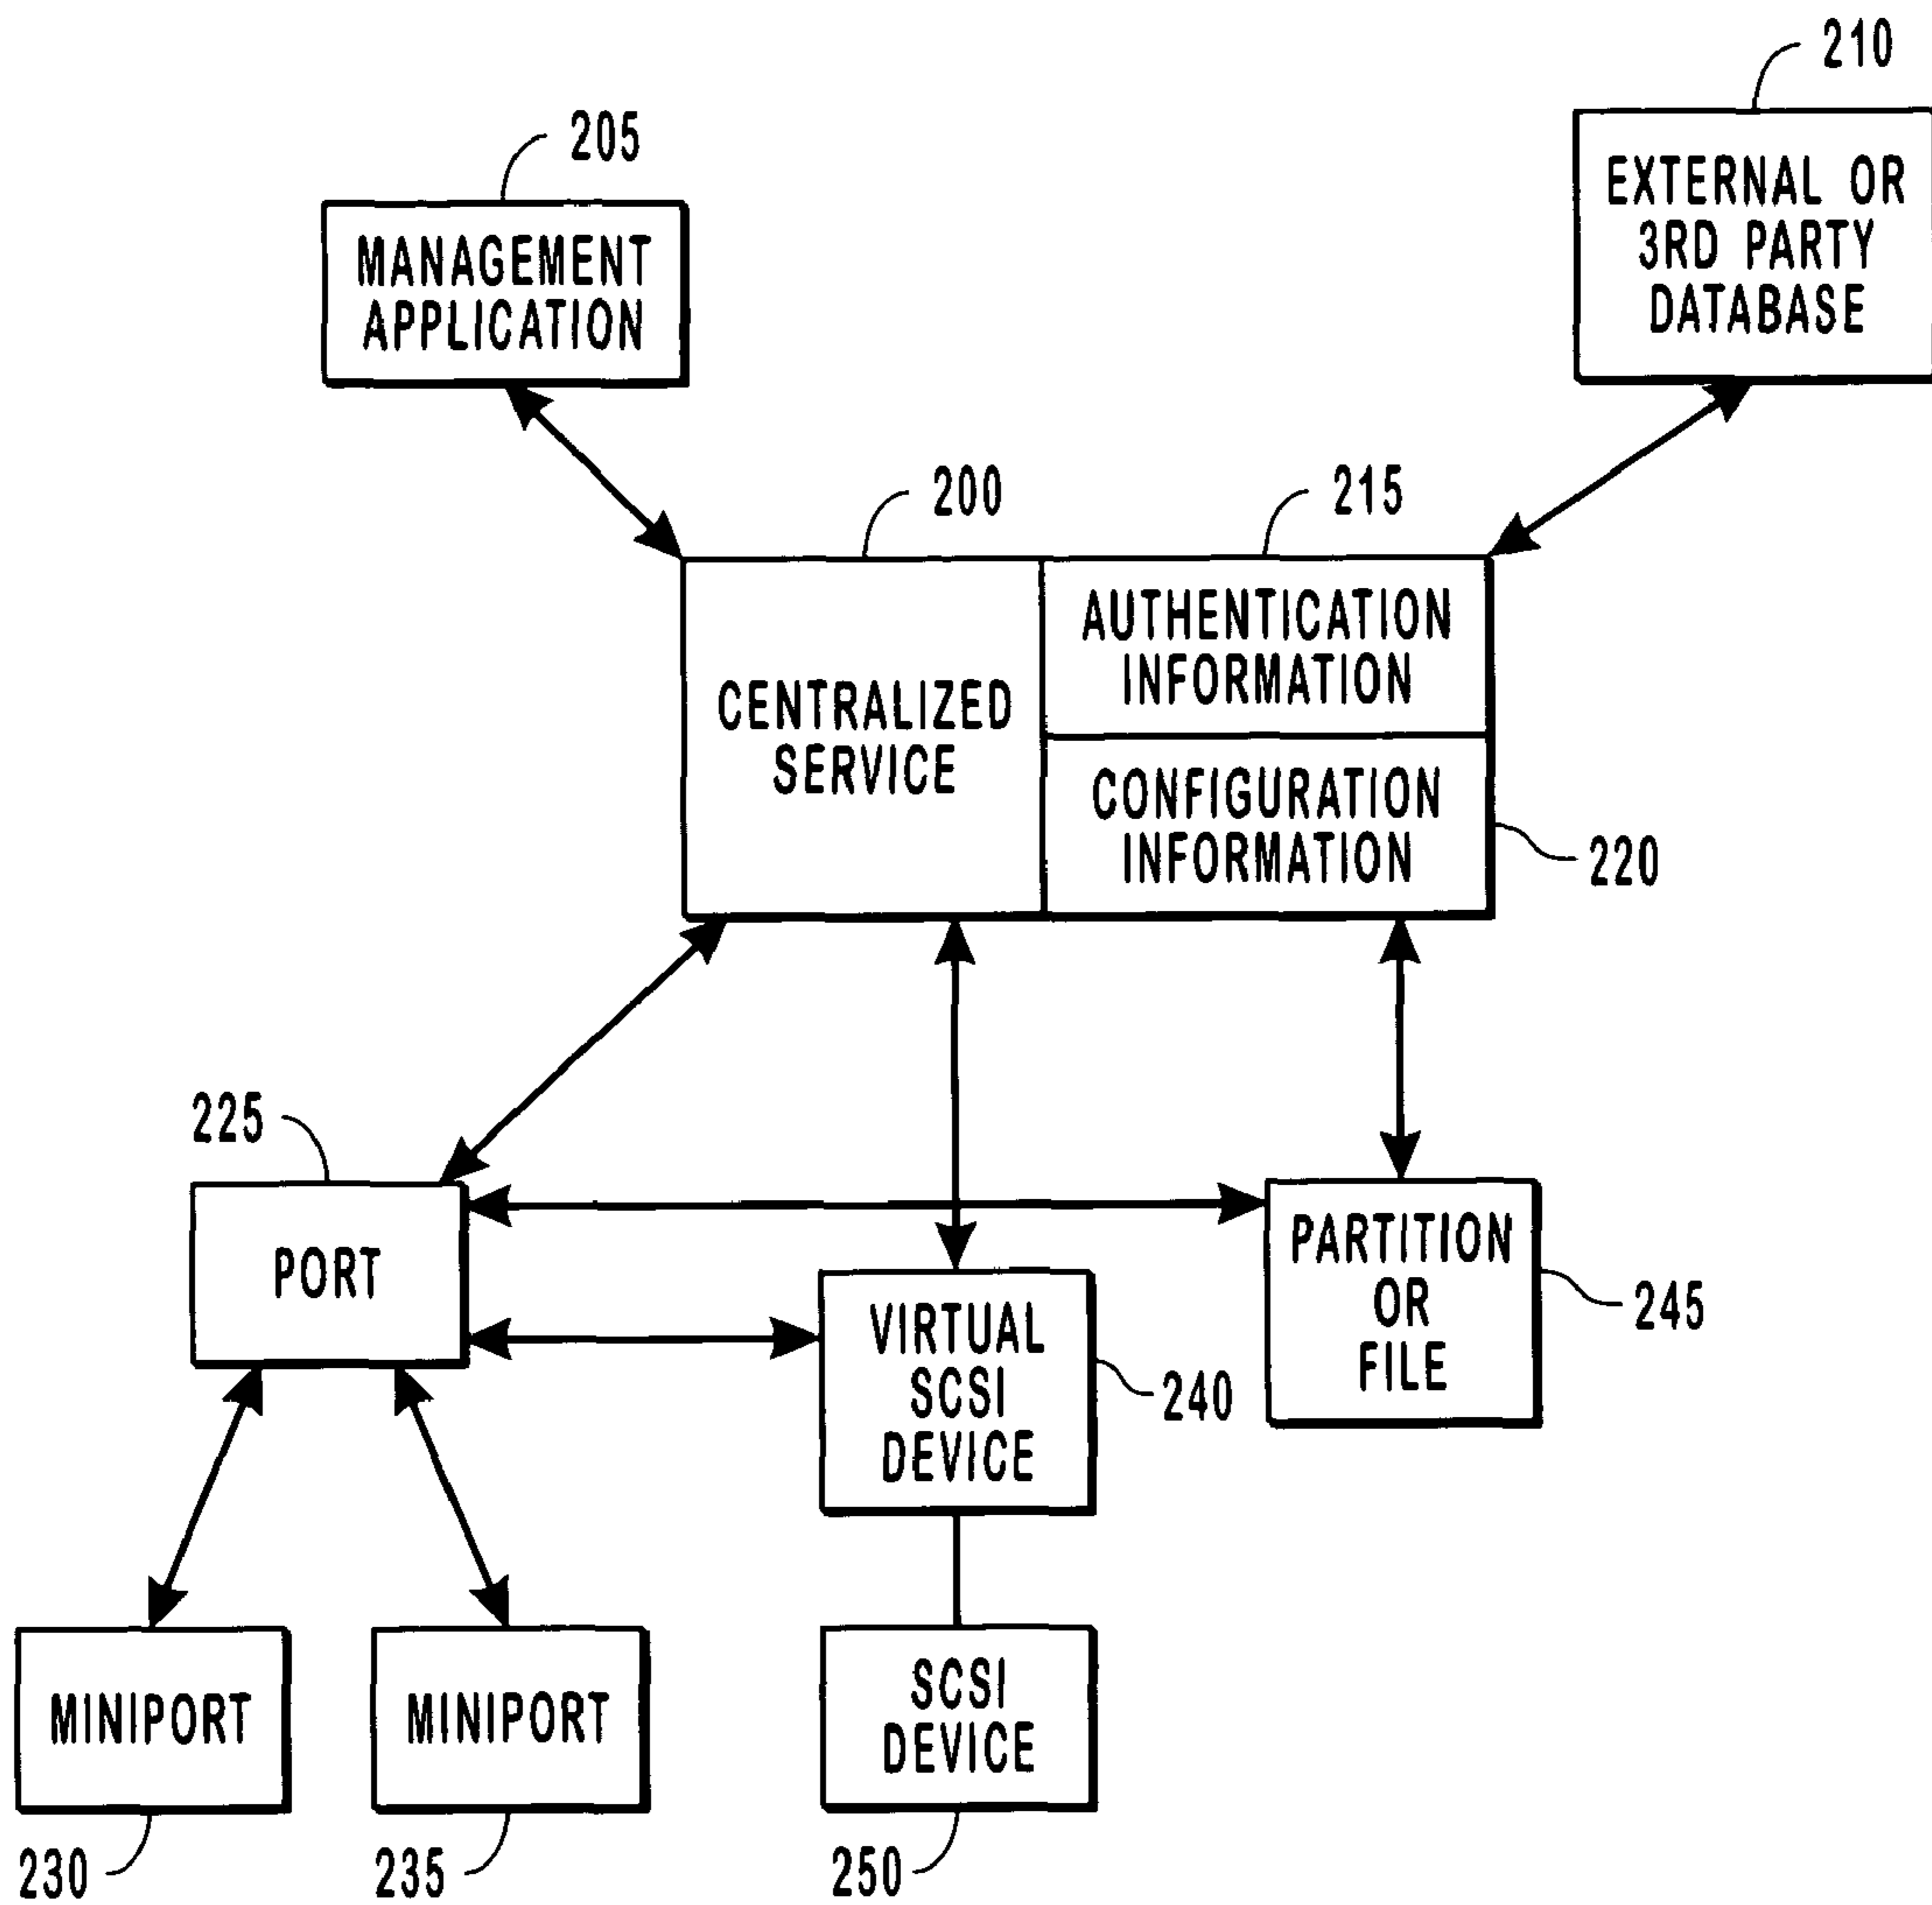 210
205
EXTERNAL OR
3RD PARTY
DATABASE
MANAGEMENT
APPLICATION
200
215
AUTHENTICATION
INFORMATION
CENTRALIZED
SERVICE
CONFIGURATION
INFORMATION
220
225
PORT
PARTITION
OR
FILE
245
VIRTUAL
SCSI
DEVICE
240
MINIPORT
MINIPORT
SCSI
DEVICE
230
235
250